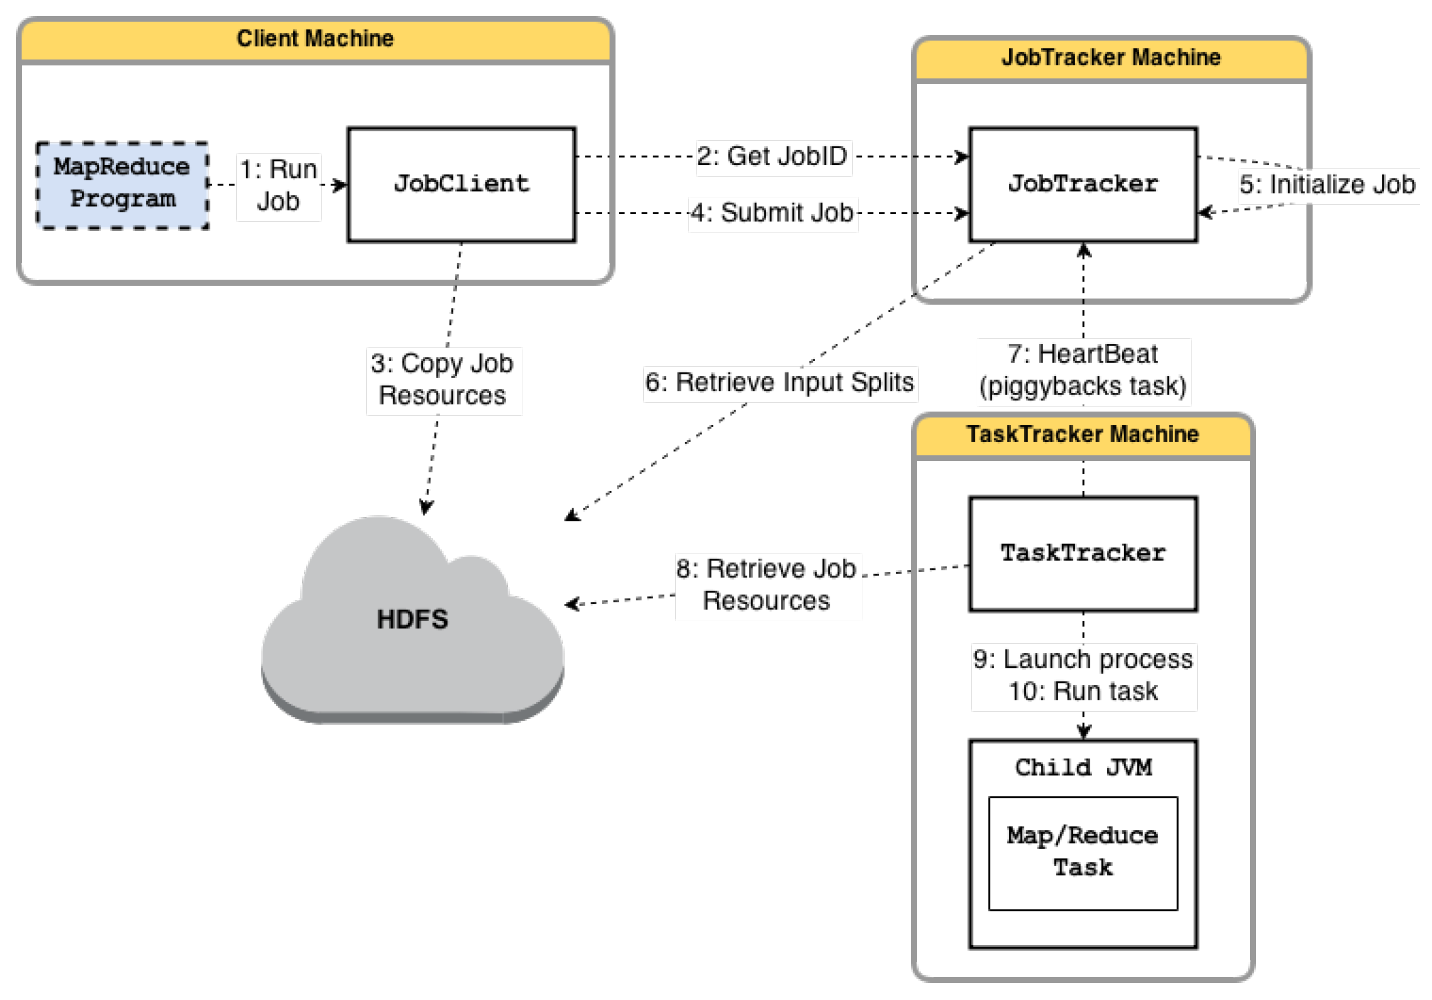 Client Machine
JobTracker Machine
MapReduce
Program
1: Run
Job
JobClient
2: Get JobID
4: Submit Job
JobTracker
5: Initialize Job
3: Copy Job
Resources
6: Retrieve Input Splits
7: HeartBeat
(piggybacks task)
TaskTracker Machine
TaskTracker
8: Retrieve Job
Resources
HDFS
9: Launch process
10: Run task
Child JVM
Map/Reduce
Task